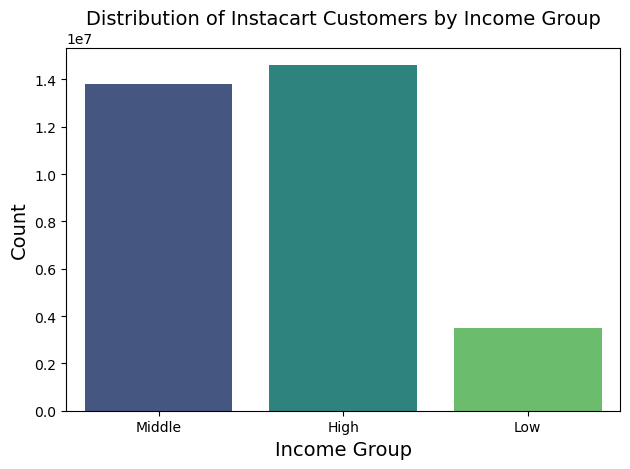 Distribution of Instacart Customers by Income Group
1e7
1.4
1.2
1.0
0.8
0.6
0.4
0.2
0.0
Count
Middle High Low
Income Group